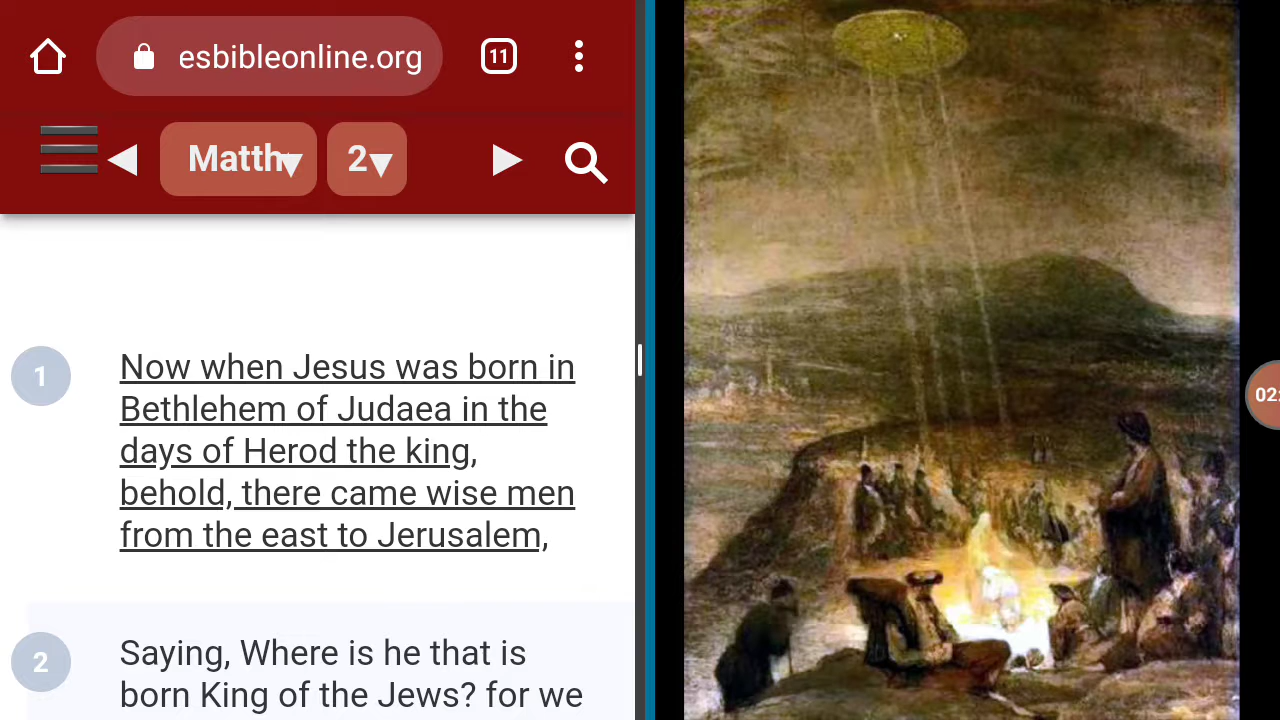 esbibleonline.org
11
Matth
2
1
Now when Jesus was born in
Bethlehem of Judaea in the
days of Herod the king,
behold, there came wise men
from the east to Jerusalem,
2
Saying, Where is he that is
born King of the Jews? for we
02: